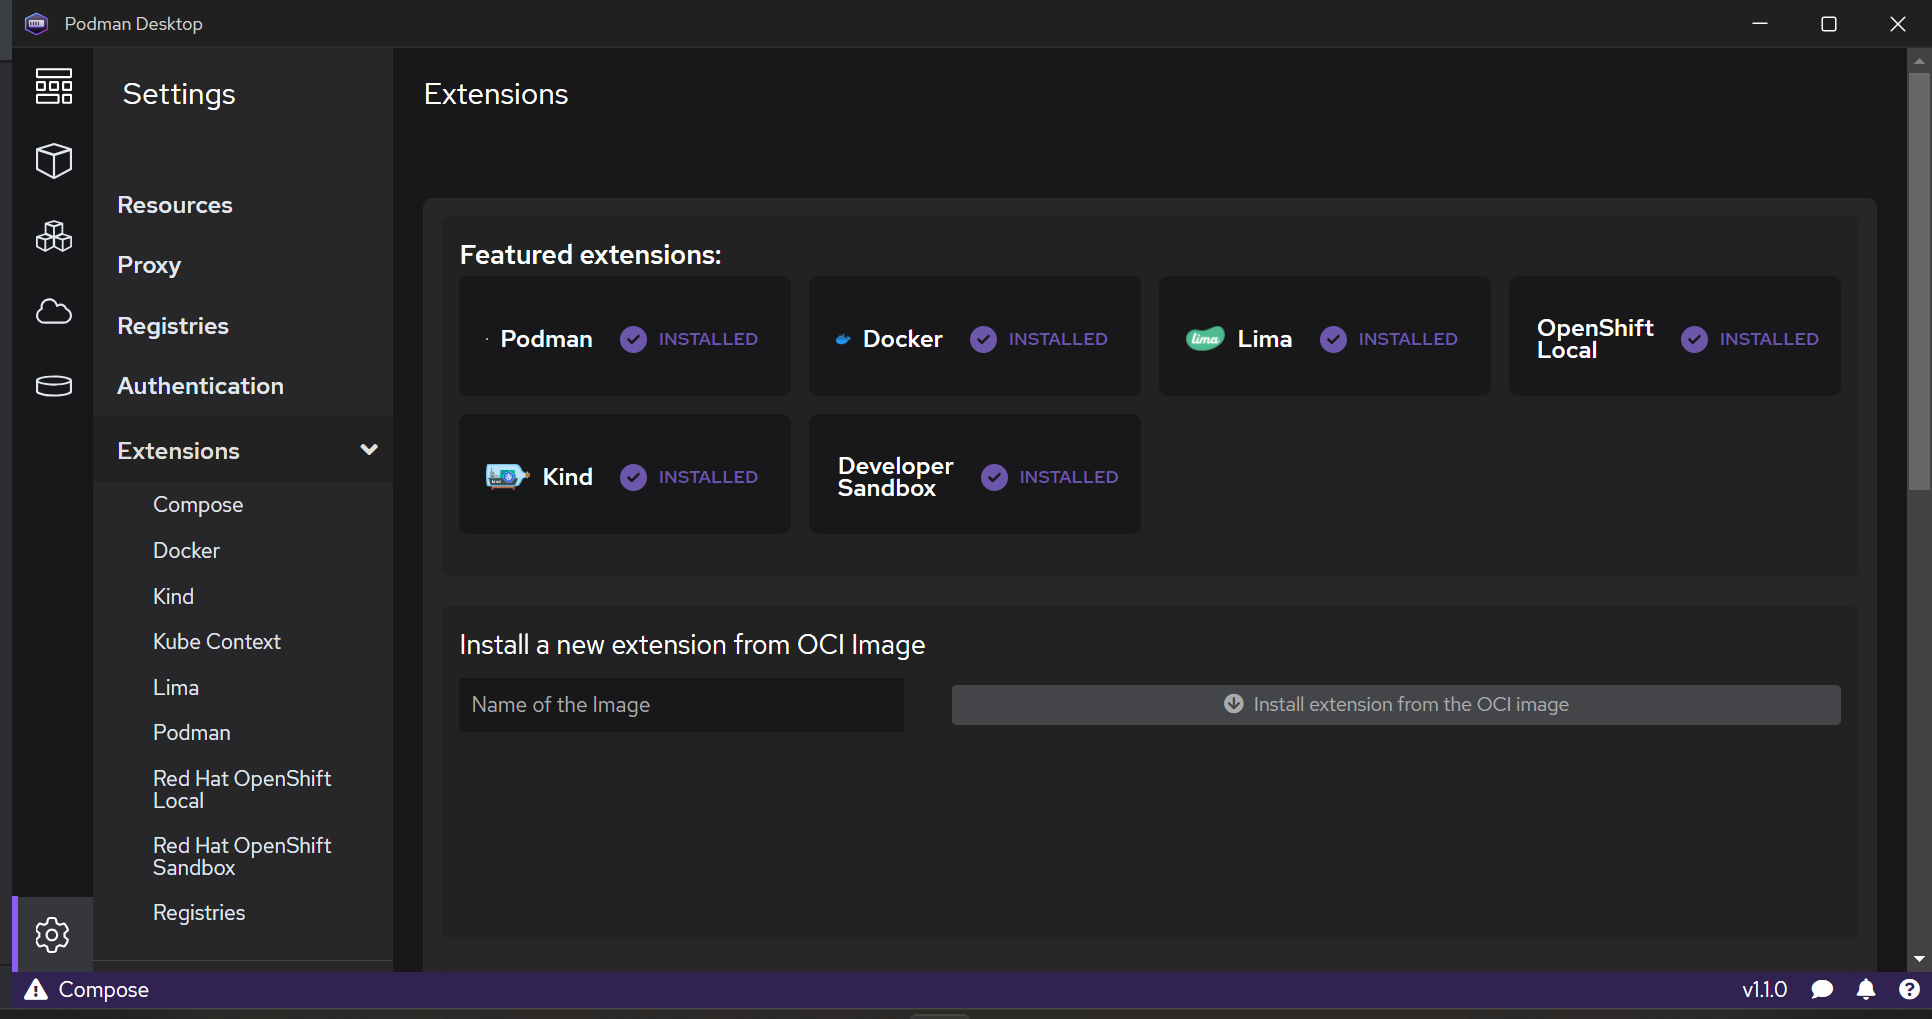 Podman Desktop
Settings
Resources
Proxy
Registries
Authentication
Extensions
Compose
Docker
Kind
Kube Context
Lima
Podman
Red Hat OpenShift
Local
Red Hat OpenShift
Sandbox
Registries
Extensions
Featured extensions:
Podman INSTALLED
Docker INSTALLED
lima Lima INSTALLED
OpenShift
Local INSTALLED
Kind INSTALLED
Developer
Sandbox INSTALLED
Install a new extension from OCI Image
Name of the Image
Install extension from the OCI image
Compose
v1.1.0